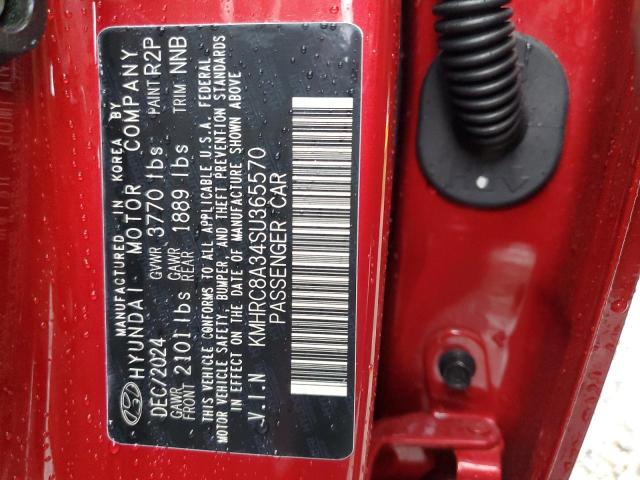 MANUFACTURED IN KOREA BY
HYUNDAI MOTOR COMPANY
DEC/2024 GVWR 3770 lbs PAINT R2P
GAWR FRONT 2101 lbs GAWR REAR 1889 lbs TRIM NNB
THIS VEHICLE CONFORMS TO ALL APPLICABLE U.S.A. FEDERAL
MOTOR VEHICLE SAFETY, BUMPER, AND THEFT PREVENTION STANDARDS
IN EFFECT ON THE DATE OF MANUFACTURE SHOWN ABOVE
V.I.N KMHRC8A34SU365570
PASSENGER CAR